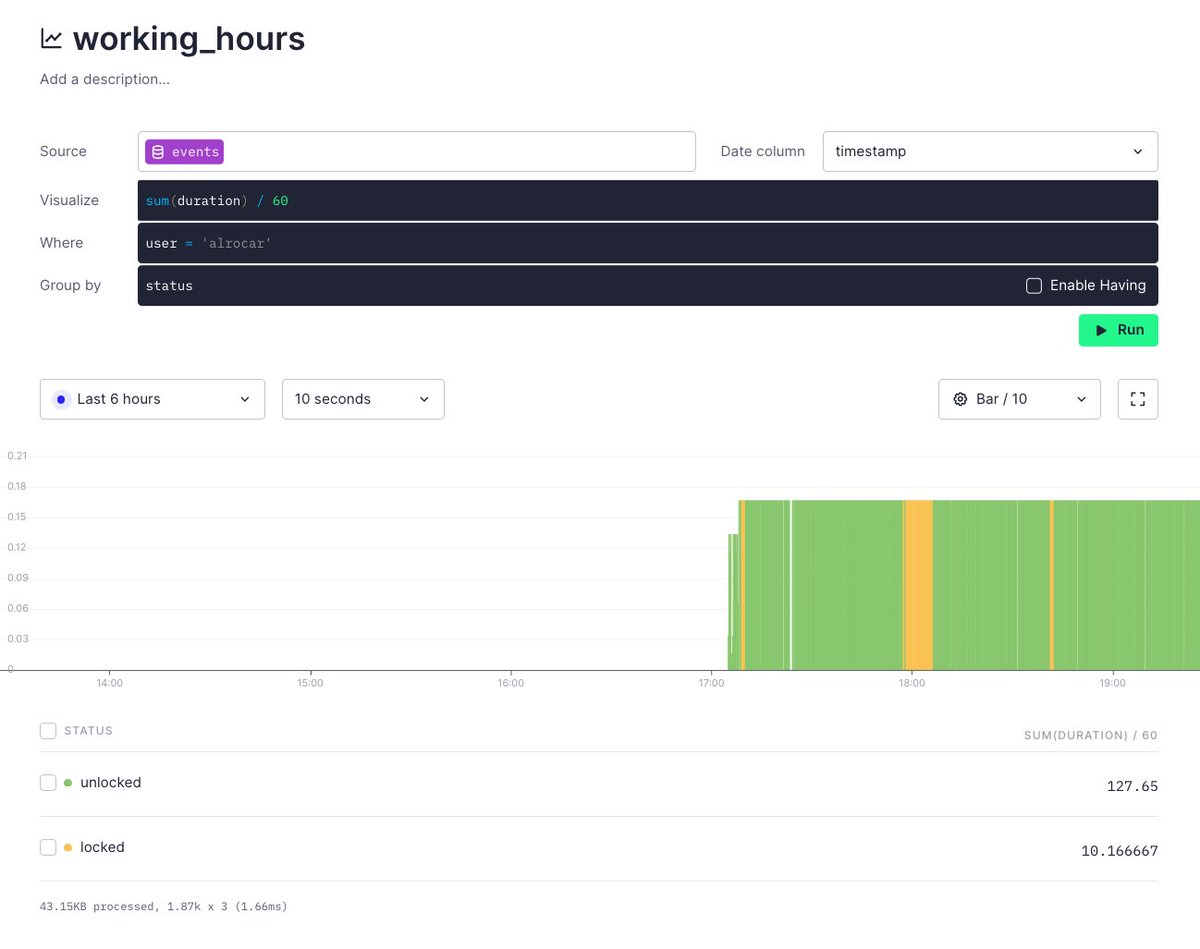 working_hours
Add a description...
Source events Date column timestamp
Visualize sum(duration) / 60
Where user = 'alrocar'
Group by status Enable Having
Run
Last 6 hours 10 seconds Bar / 10
0.21
0.18
0.15
0.12
0.09
0.06
0.03
0
14:00 15:00 16:00 17:00 18:00 19:00
STATUS SUM(DURATION) / 60
unlocked 127.65
locked 10.166667
43.15KB processed, 1.87k x 3 (1.66ms)